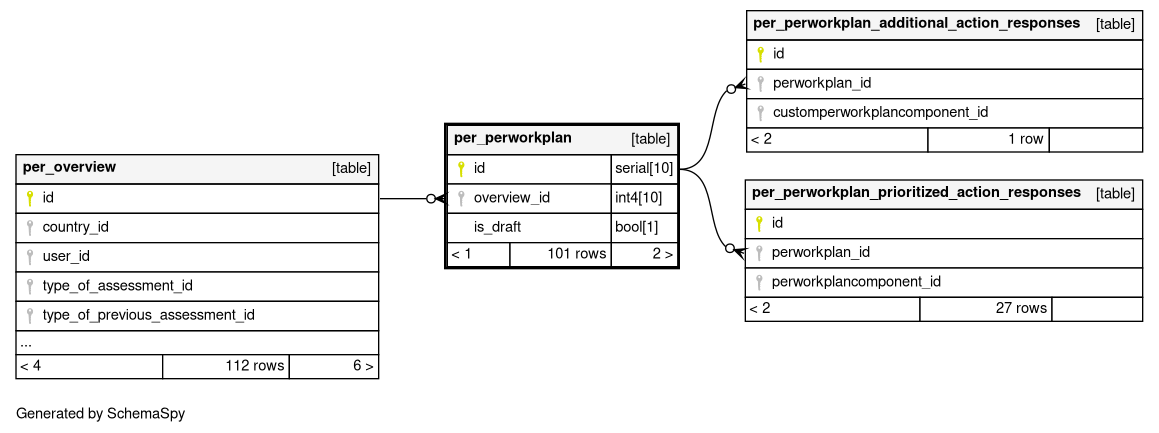 per_perworkplan_additional_action_responses [table]
id
perworkplan_id
customperworkplancomponent_id
< 2 1 row
per_perworkplan [table]
id serial[10]
overview_id int4[10]
is_draft bool[1]
< 1 101 rows 2 >
per_overview [table]
id
country_id
user_id
type_of_assessment_id
type_of_previous_assessment_id
...
< 4 112 rows 6 >
per_perworkplan_prioritized_action_responses [table]
id
perworkplan_id
perworkplancomponent_id
< 2 27 rows
Generated by SchemaSpy